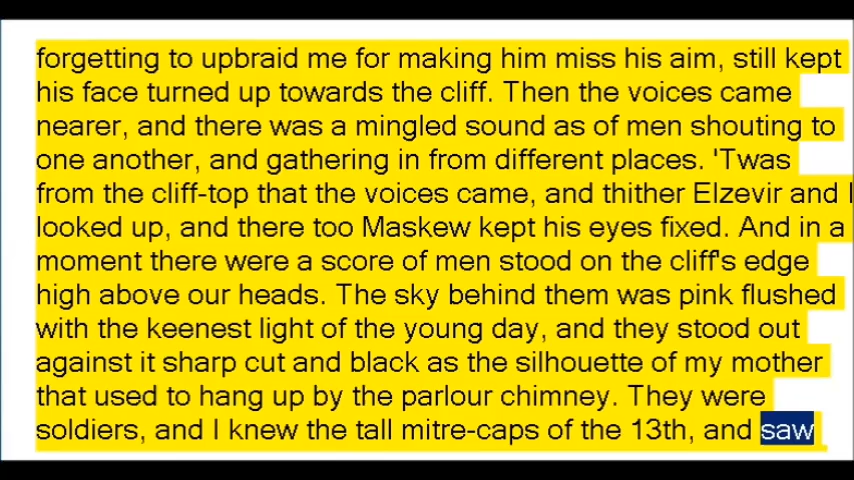 forgetting to upbraid me for making him miss his aim, still kept
his face turned up towards the cliff. Then the voices came
nearer, and there was a mingled sound as of men shouting to
one another, and gathering in from different places. 'Twas
from the cliff-top that the voices came, and thither Elzevir and I
looked up, and there too Maskew kept his eyes fixed. And in a
moment there were a score of men stood on the cliff's edge
high above our heads. The sky behind them was pink flushed
with the keenest light of the young day, and they stood out
against it sharp cut and black as the silhouette of my mother
that used to hang up by the parlour chimney. They were
soldiers, and I knew the tall mitre-caps of the 13th, and saw